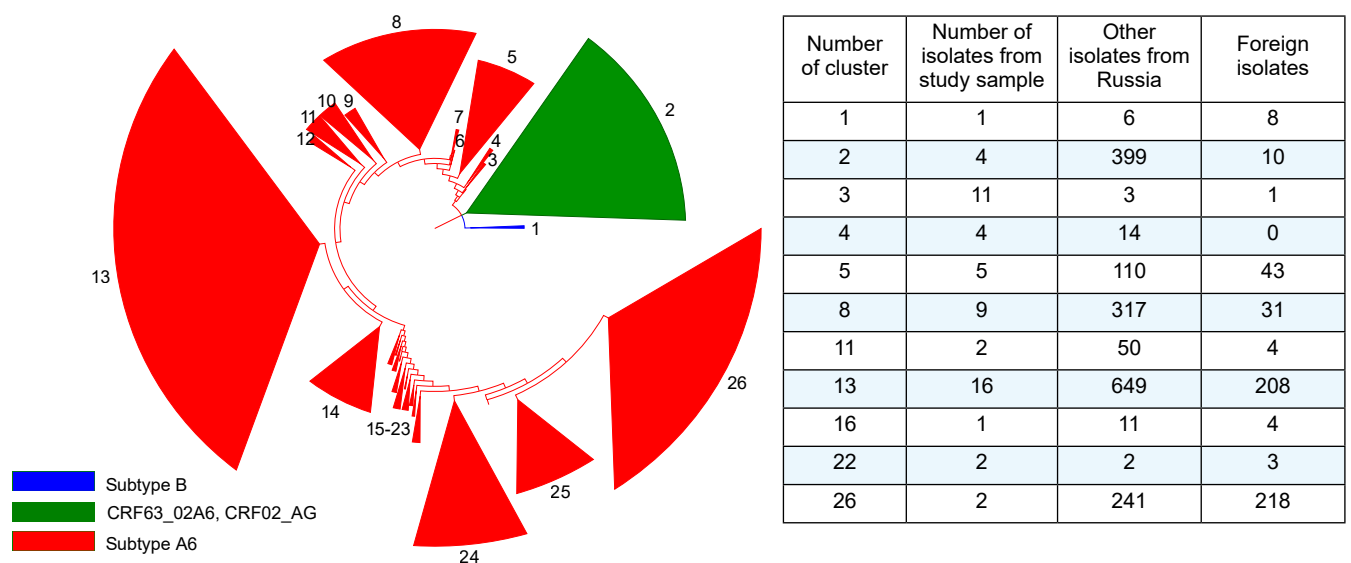 8
5
2
10
9
11
12
7
6
4
3
1
13
26
14
15-23
25
24
Subtype B
CRF63_02A6, CRF02_AG
Subtype A6
Number
of cluster
Number of
isolates from
study sample
Other
isolates from
Russia
Foreign
isolates
1 1 6 8
2 4 399 10
3 11 3 1
4 4 14 0
5 5 110 43
8 9 317 31
11 2 50 4
13 16 649 208
16 1 11 4
22 2 2 3
26 2 241 218